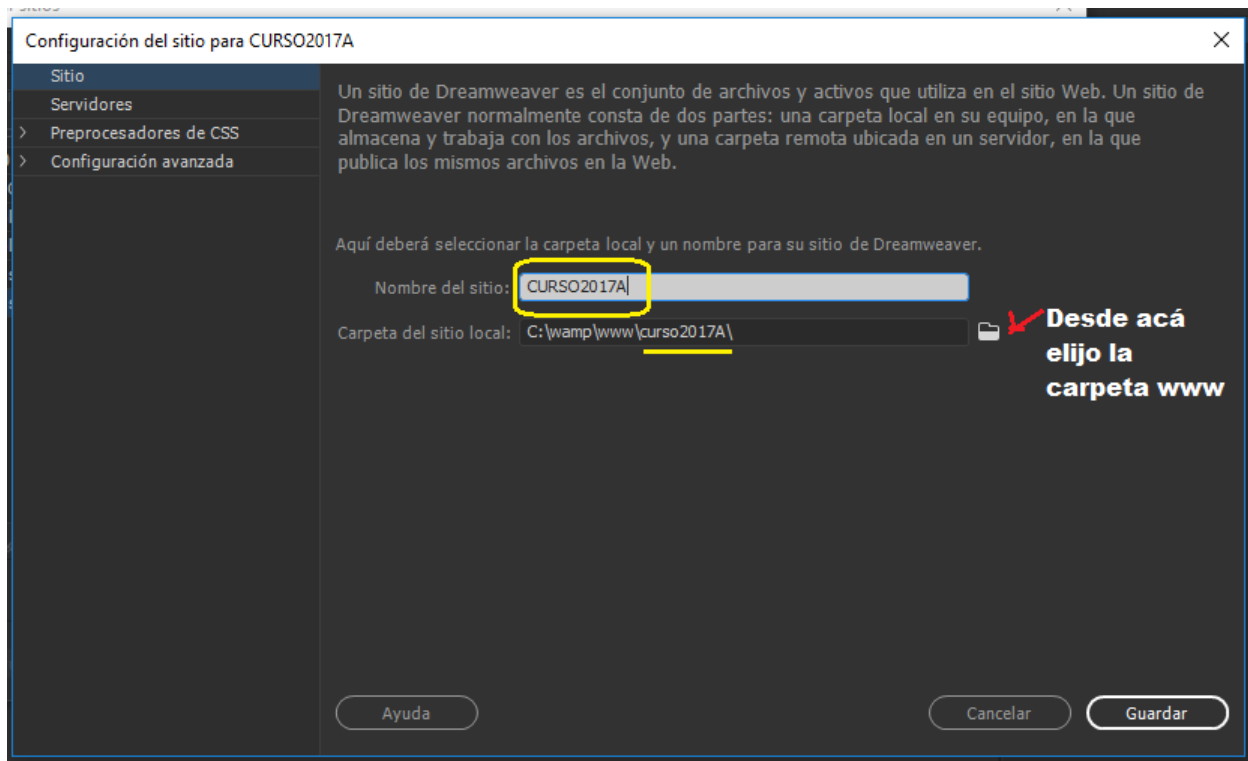 Configuración del sitio para CURSO2017A
Sitio
Servidores
Preprocesadores de CSS
Configuración avanzada
Un sitio de Dreamweaver es el conjunto de archivos y activos que utiliza en el sitio Web. Un sitio de
Dreamweaver normalmente consta de dos partes: una carpeta local en su equipo, en la que
almacena y trabaja con los archivos, y una carpeta remota ubicada en un servidor, en la que
publica los mismos archivos en la Web.
Aquí deberá seleccionar la carpeta local y un nombre para su sitio de Dreamweaver.
Nombre del sitio: CURSO2017A
Carpeta del sitio local: C:\wamp\www\curso2017A\
Desde acá
elijo la
carpeta www
Ayuda
Cancelar
Guardar